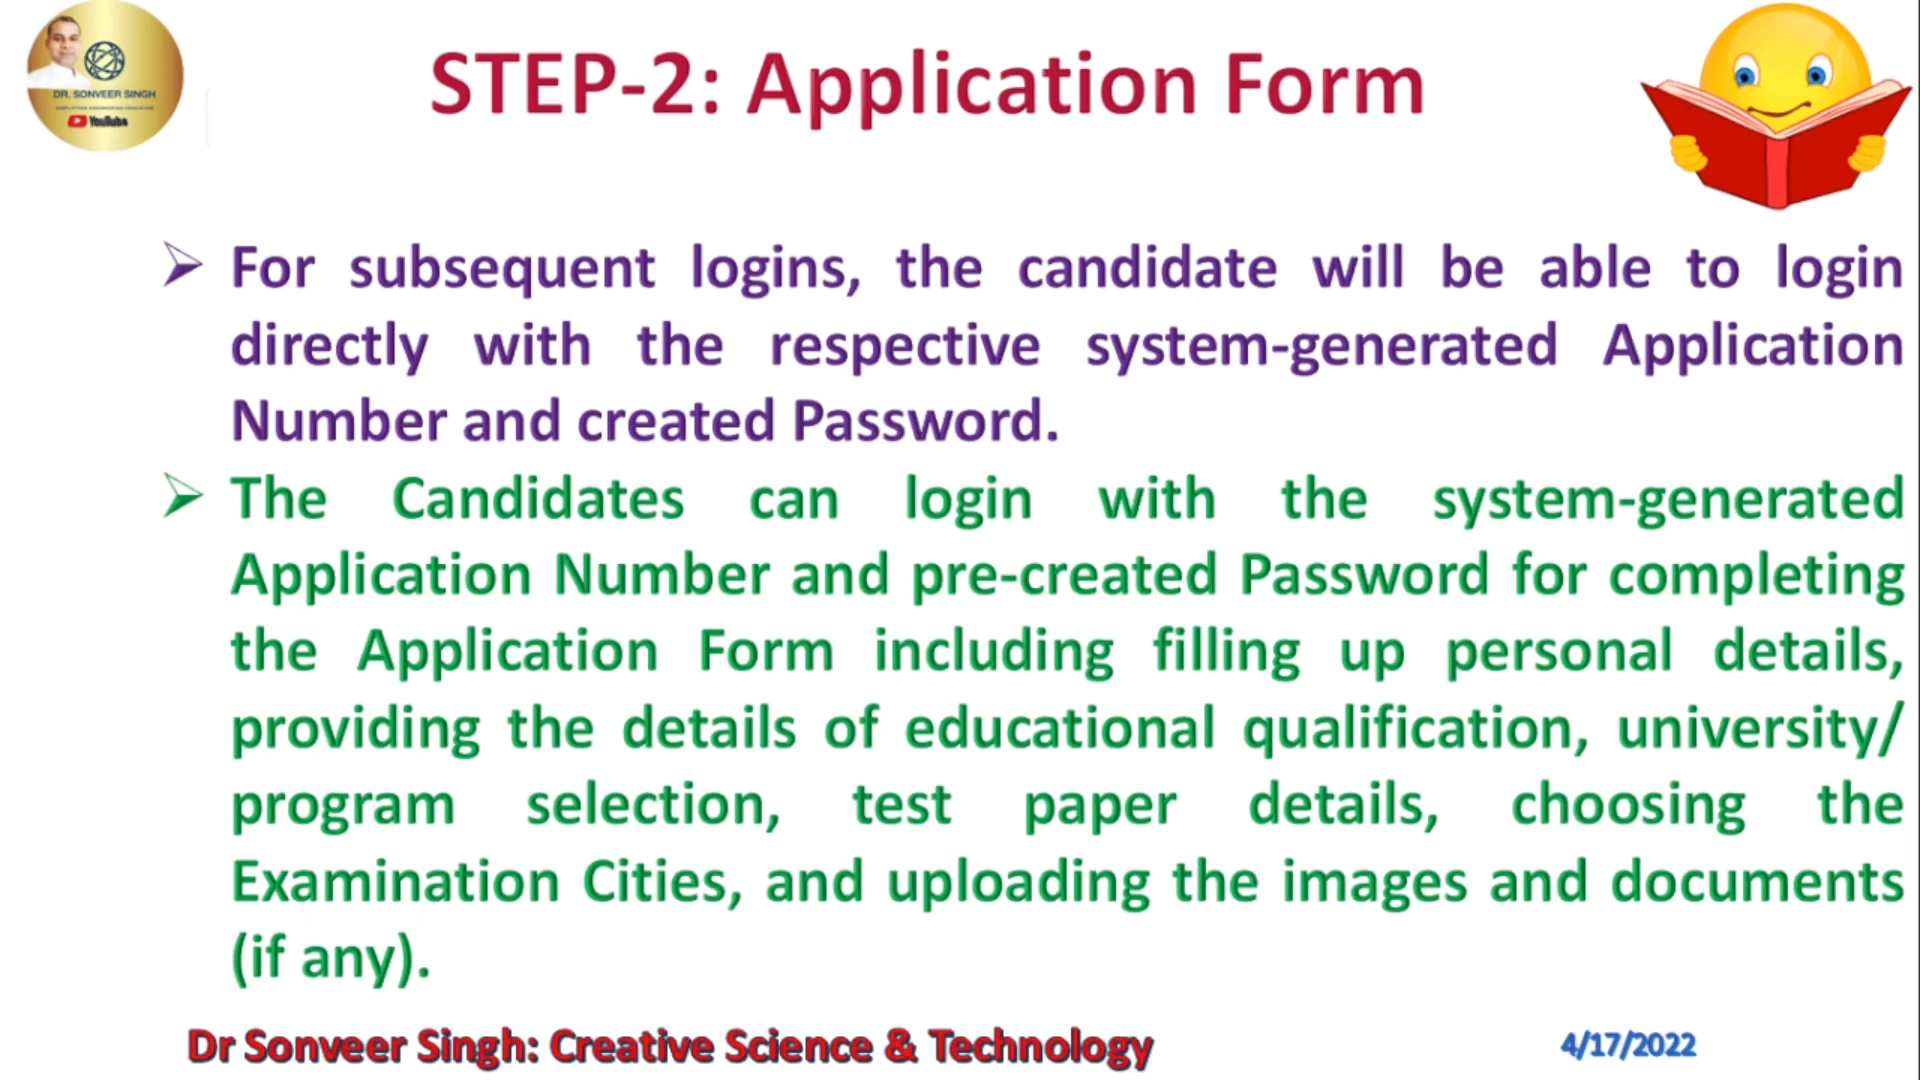 DR. SONVEER SINGH
SIMPLIFYING ENGINEERING EDUCATION
YouTube
STEP-2: Application Form
➢ For subsequent logins, the candidate will be able to login
directly with the respective system-generated Application
Number and created Password.
➢ The Candidates can login with the system-generated
Application Number and pre-created Password for completing
the Application Form including filling up personal details,
providing the details of educational qualification, university/
program selection, test paper details, choosing the
Examination Cities, and uploading the images and documents
(if any).
Dr Sonveer Singh: Creative Science & Technology
4/17/2022